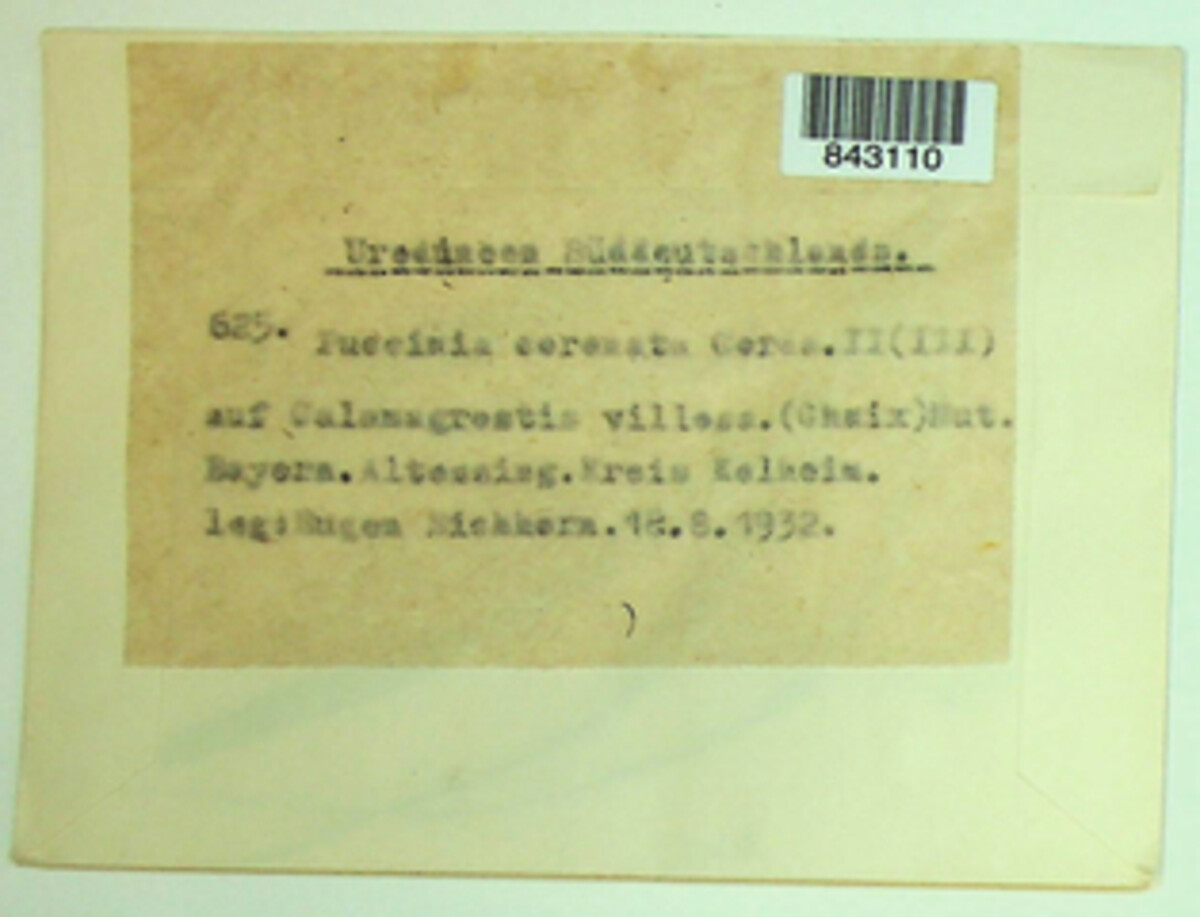 843110
Uredineen Süddeutschlands.
625. Puccinia coronata Corda.II(III)
auf Calamagrostis villosa.(Chaix)Mut.
Bayern.Altessing.Kreis Kelheim.
leg:Eugen Eichhorn.18.8.1932.
)